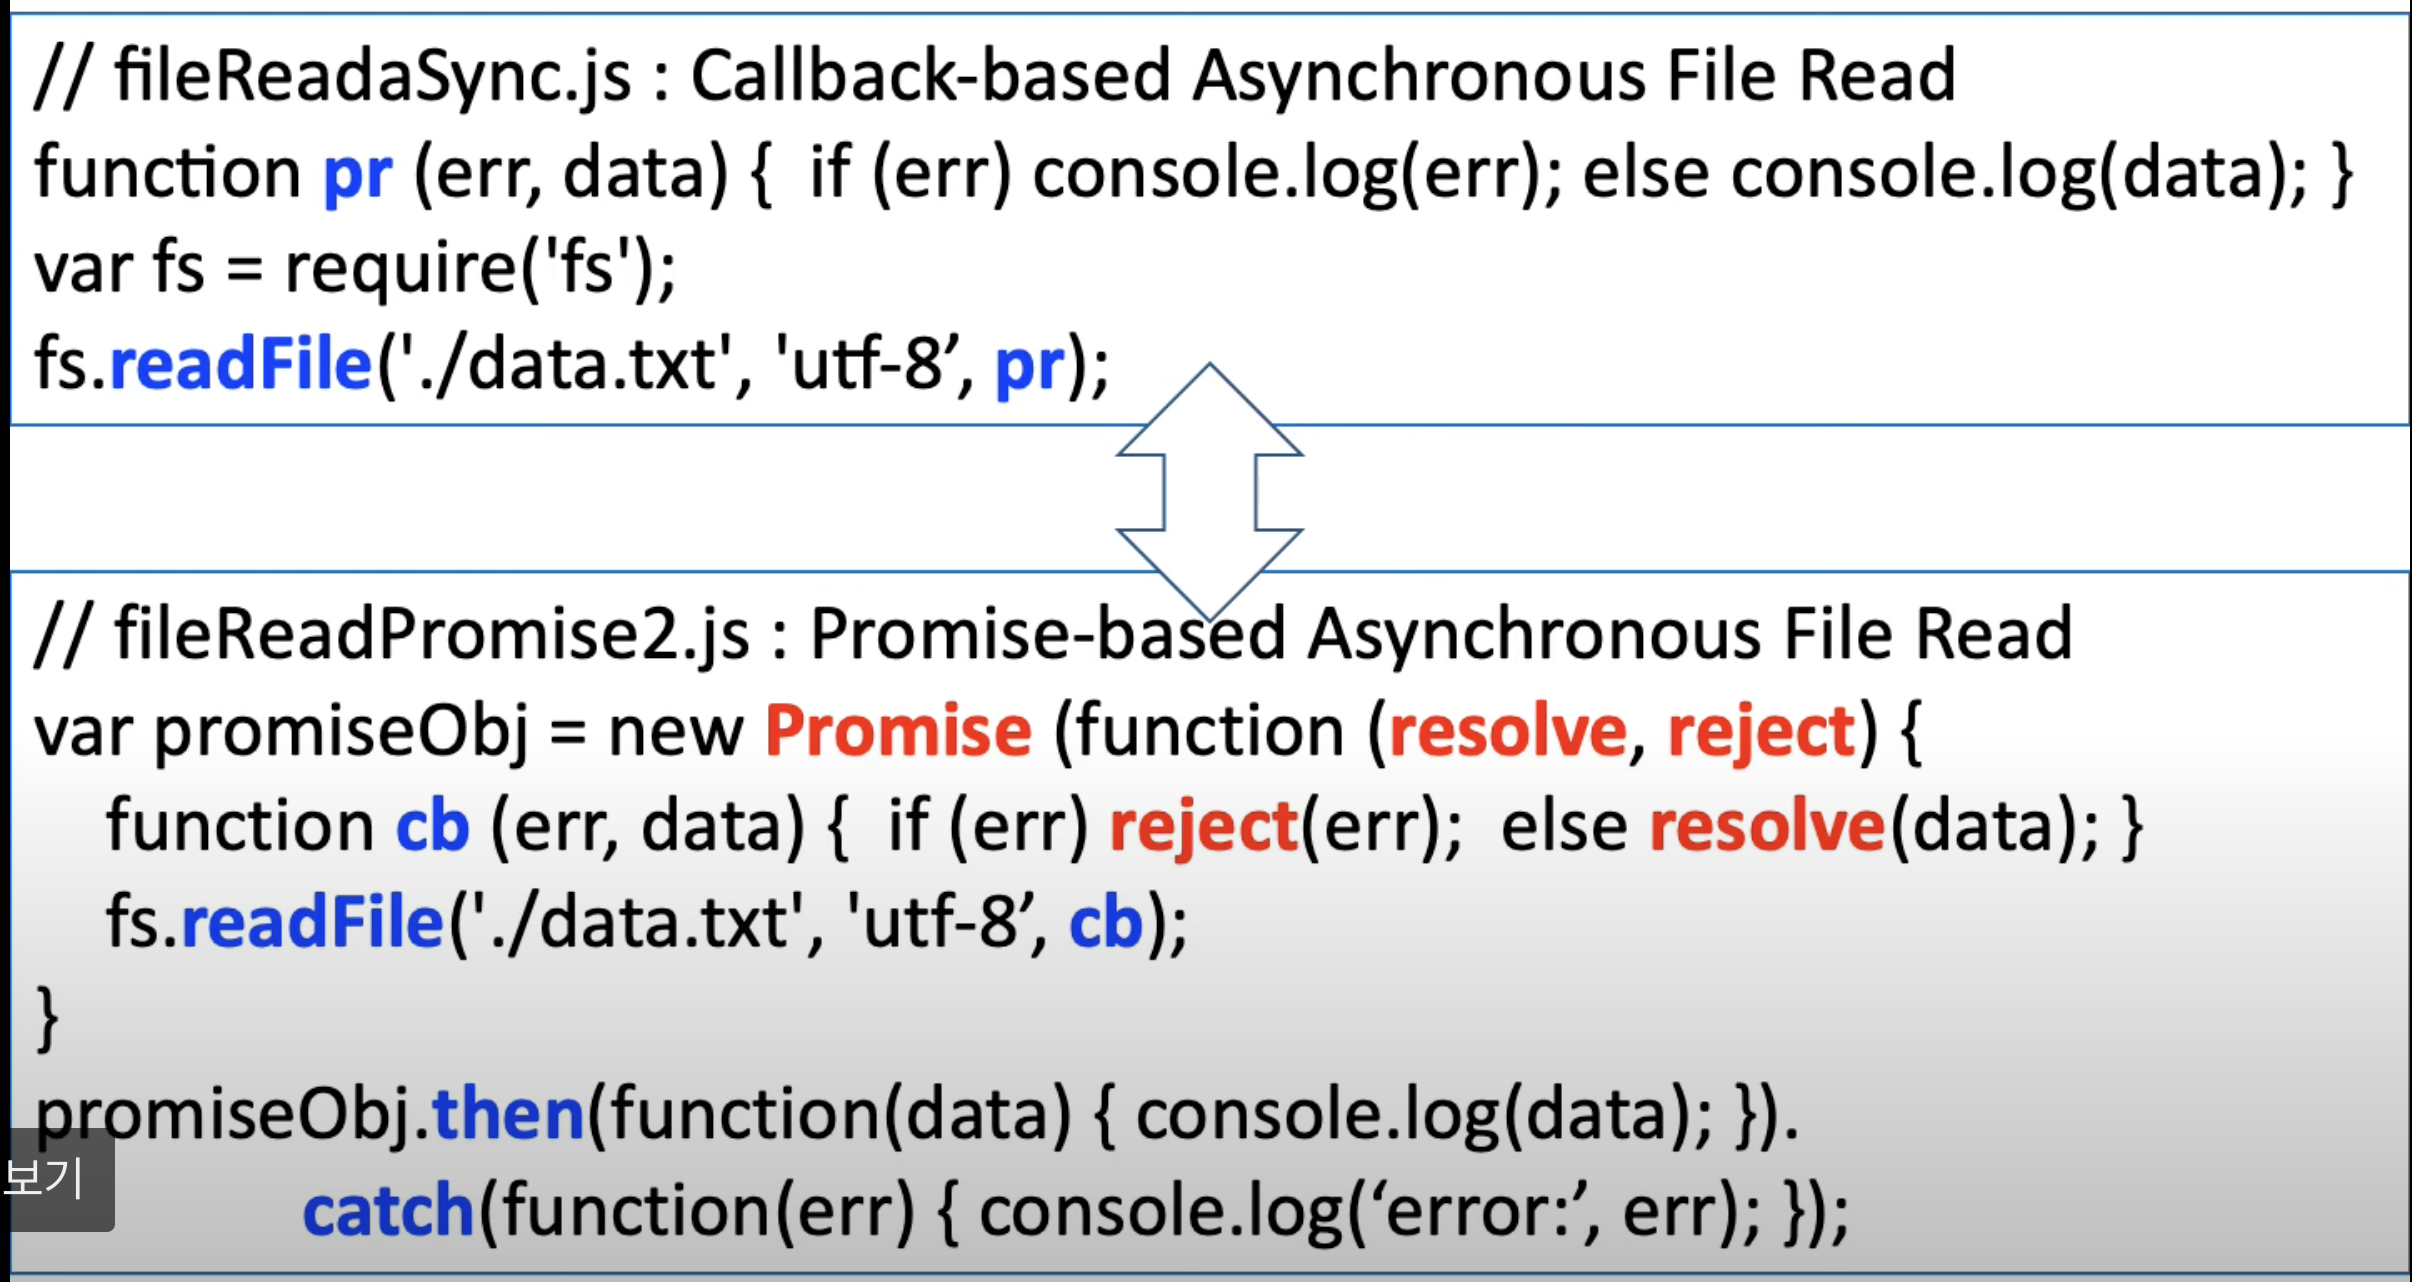 // fileReadaSync.js : Callback-based Asynchronous File Read
function pr (err, data) {  if (err) console.log(err); else console.log(data); }
var fs = require('fs');
fs.readFile('./data.txt', 'utf-8’, pr);
// fileReadPromise2.js : Promise-based Asynchronous File Read
var promiseObj = new Promise (function (resolve, reject) {
function cb (err, data) {  if (err) reject(err);  else resolve(data); }
fs.readFile('./data.txt', 'utf-8’, cb);
}
promiseObj.then(function(data) { console.log(data); }).
보기
catch(function(err) { console.log(‘error:’, err); });